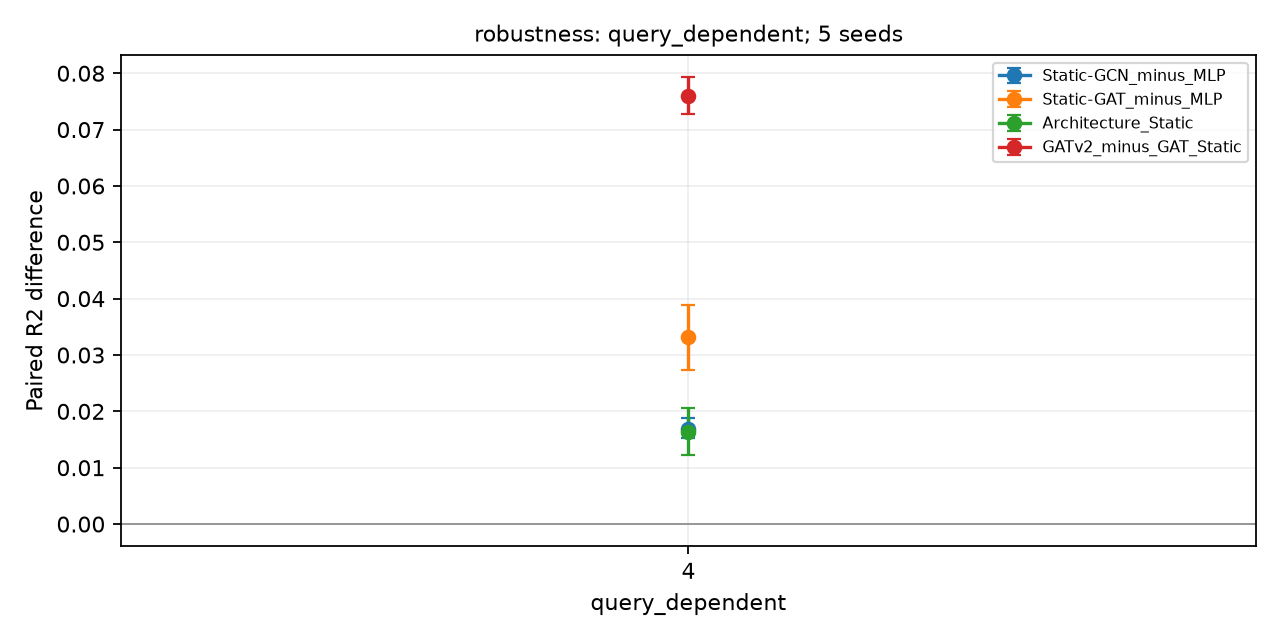 robustness: query_dependent; 5 seeds
Static-GCN_minus_MLP
Static-GAT_minus_MLP
Architecture_Static
GATv2_minus_GAT_Static
Paired R2 difference
0.08
0.07
0.06
0.05
0.04
0.03
0.02
0.01
0.00
4
query_dependent